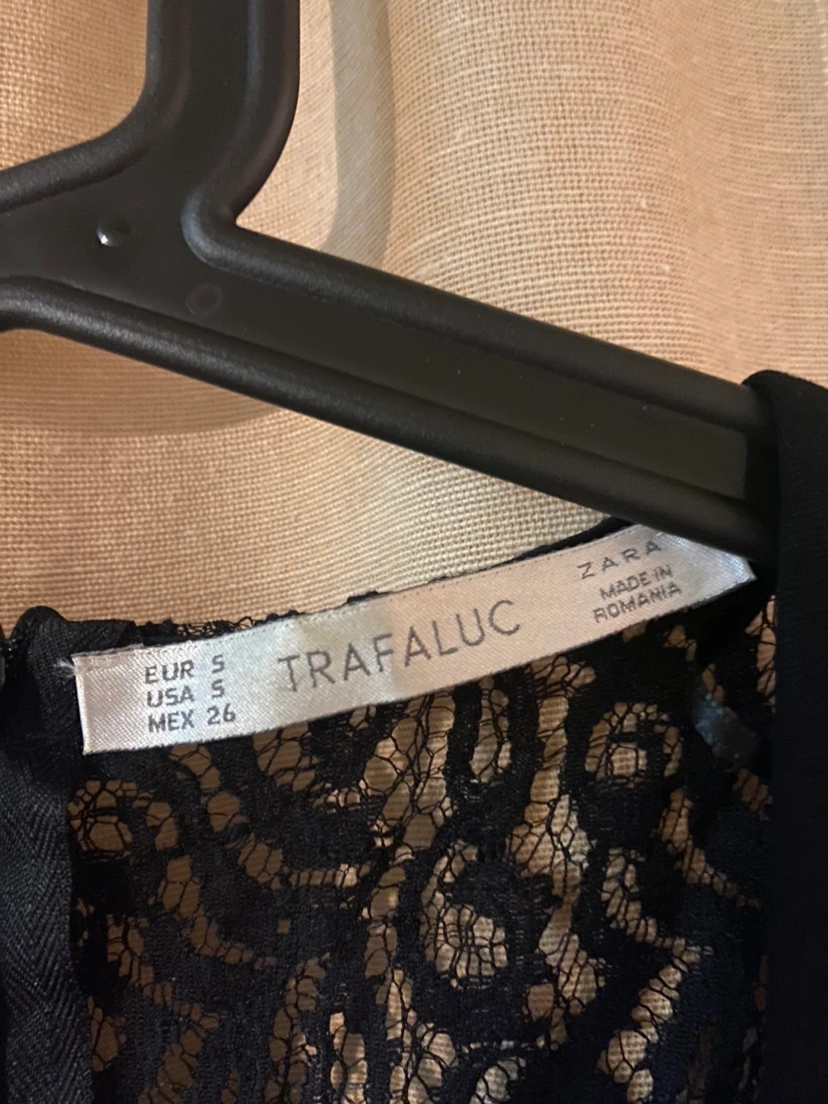 EUR S
USA S
MEX 26
TRAFALUC
ZARA
MADE IN
ROMANIA